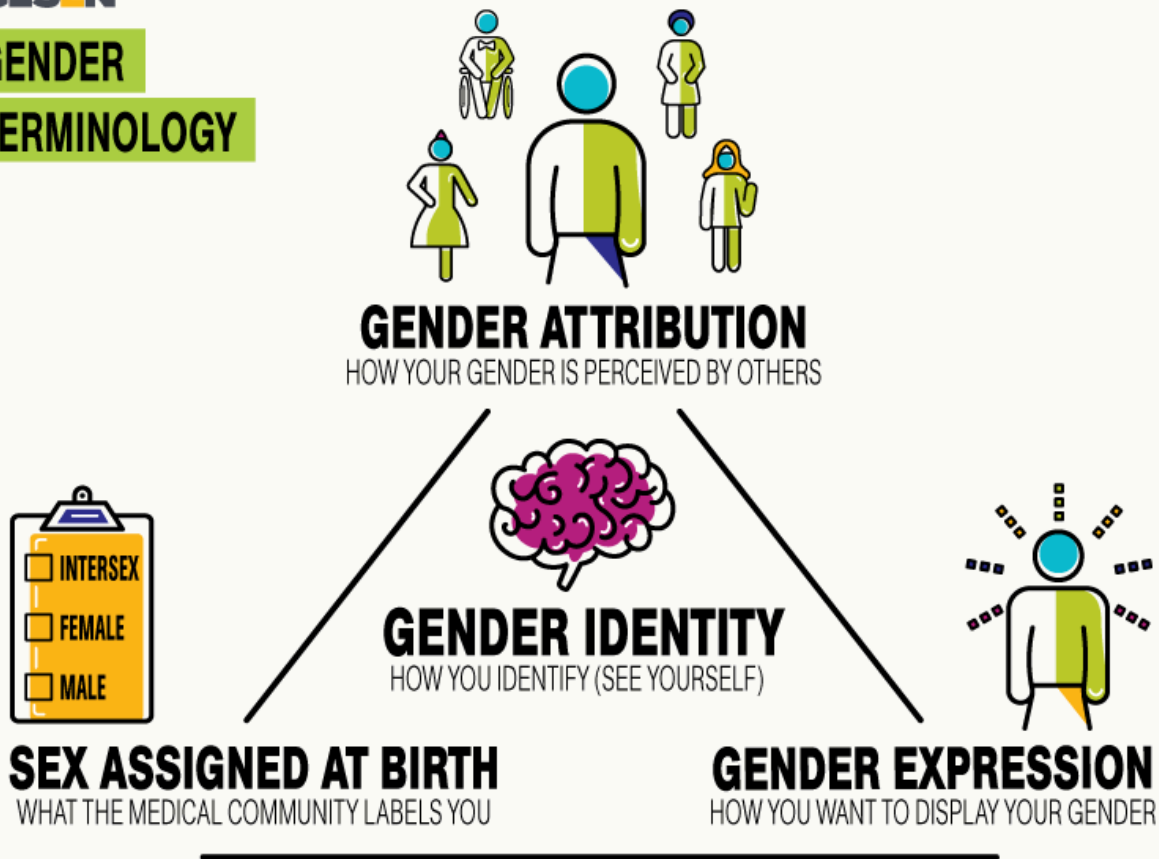 GENDER
TERMINOLOGY
GENDER ATTRIBUTION
HOW YOUR GENDER IS PERCEIVED BY OTHERS
INTERSEX
FEMALE
MALE
GENDER IDENTITY
HOW YOU IDENTIFY (SEE YOURSELF)
SEX ASSIGNED AT BIRTH
WHAT THE MEDICAL COMMUNITY LABELS YOU
GENDER EXPRESSION
HOW YOU WANT TO DISPLAY YOUR GENDER